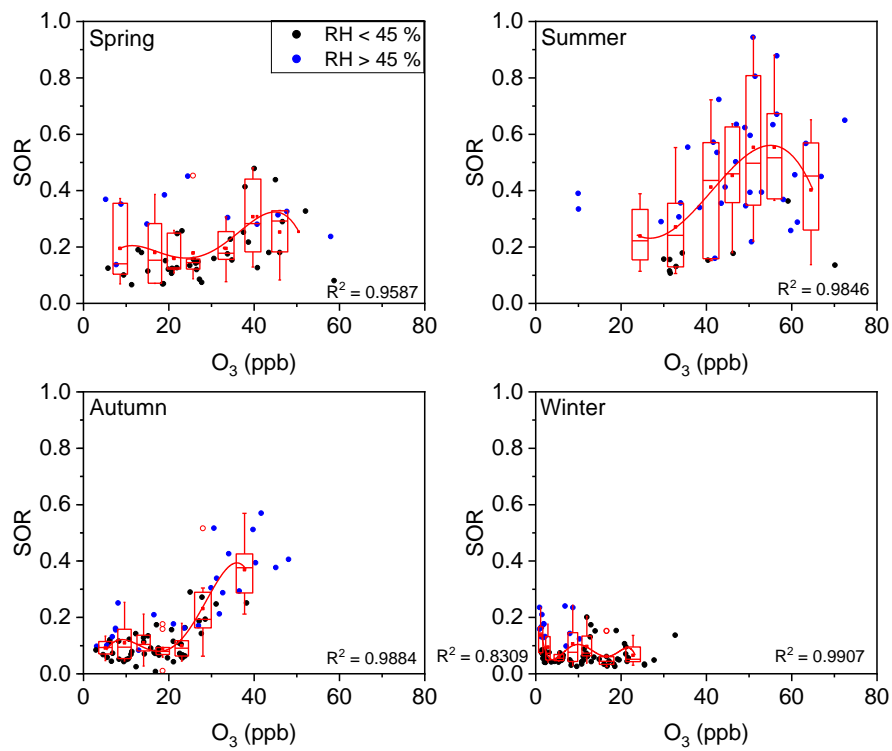 Spring
RH < 45 %
RH > 45 %
1.0
0.8
0.6
0.4
0.2
0.0
SOR
R² = 0.9587
0 20 40 60 80
O₃ (ppb)
Summer
1.0
0.8
0.6
0.4
0.2
0.0
SOR
R² = 0.9846
0 20 40 60 80
O₃ (ppb)
Autumn
1.0
0.8
0.6
0.4
0.2
0.0
SOR
R² = 0.9884
0 20 40 60 80
O₃ (ppb)
Winter
1.0
0.8
0.6
0.4
0.2
0.0
SOR
R² = 0.8309
R² = 0.9907
0 20 40 60 80
O₃ (ppb)